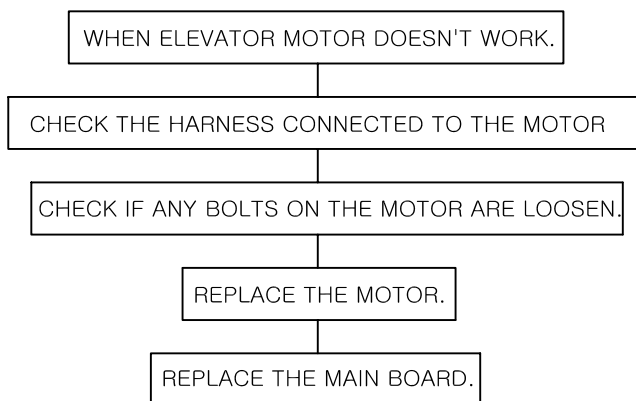 WHEN ELEVATOR MOTOR DOESN'T WORK.
CHECK THE HARNESS CONNECTED TO THE MOTOR
CHECK IF ANY BOLTS ON THE MOTOR ARE LOOSEN.
REPLACE THE MOTOR.
REPLACE THE MAIN BOARD.